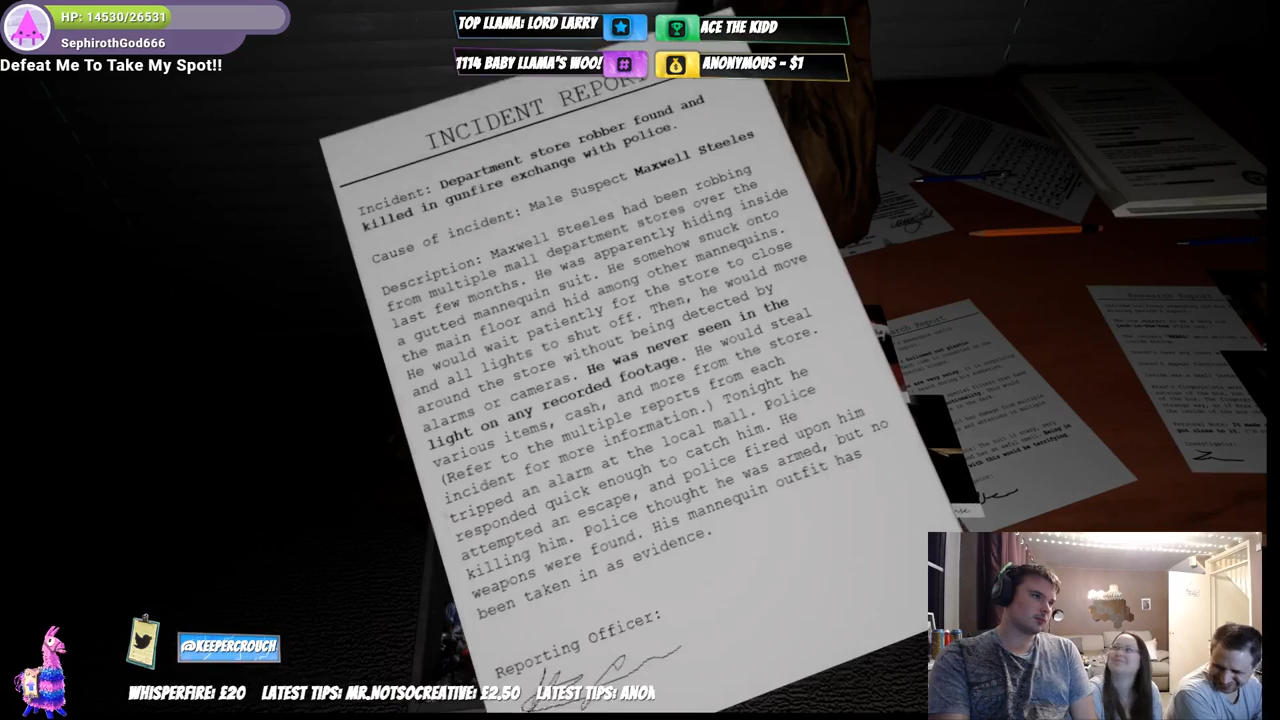 HP: 14530/26531
SephirothGod666
Defeat Me To Take My Spot!!
TOP LLAMA: LORD LARRY
ACE THE KIDD
1114 BABY LLAMA'S WOO!
ANONYMOUS - $1
INCIDENT REPORT
Incident: Department store robber found and
killed in gunfire exchange with police.
Cause of incident: Male Suspect Maxwell Steeles
Description: Maxwell Steeles had been robbing
from multiple mall department stores over the
last few months. He was apparently hiding inside
a gutted mannequin suit. He somehow snuck onto
the main floor and hid among other mannequins.
He would wait patiently for the store to close
and all lights to shut off. Then, he would move
around the store without being detected by
alarms or cameras. He was never seen in the
light on any recorded footage. He would steal
various items, cash, and more from the store.
(Refer to the multiple reports from each
incident for more information.) Tonight he
tripped an alarm at the local mall. Police
responded quick enough to catch him. He
attempted an escape, and police fired upon him
killing him. Police thought he was armed, but no
weapons were found. His mannequin outfit has
been taken in as evidence.
Reporting Officer:
Research Report
@KEEPERCROUCH
WHISPERFIRE: £20 LATEST TIPS: MR.NOTSOCREATIVE: £2.50 LATEST TIPS: ANON